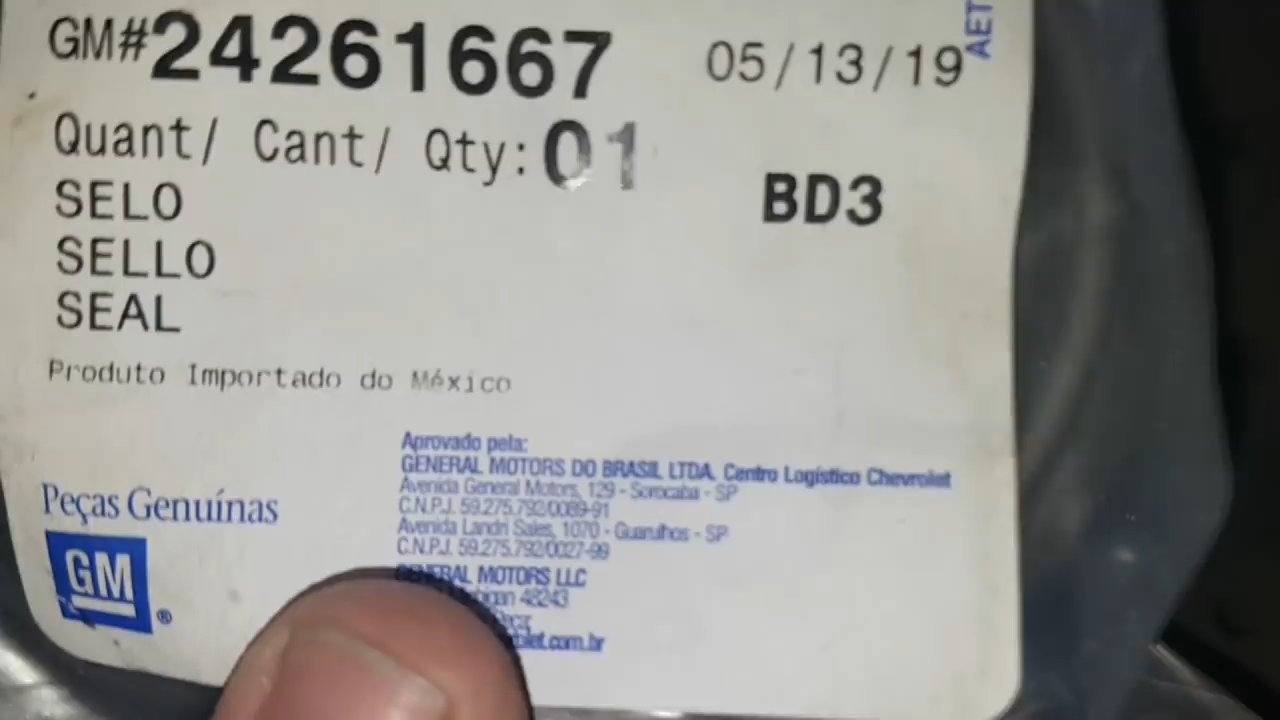 GM#24261667
05/13/19
AET
Quant/ Cant/ Qty:01
BD3
SELO
SELLO
SEAL
Produto Importado do México
Aprovado pela:
GENERAL MOTORS DO BRASIL LTDA. Centro Logístico Chevrolet
Avenida General Motors, 129 - Sorocaba - SP
C.N.P.J. 59.275.792/0089-91
Avenida Landri Sales, 1070 - Guarulhos - SP
C.N.P.J. 59.275.792/0027-99
MOTORS LLC
48243
Peças Genuínas
GM®